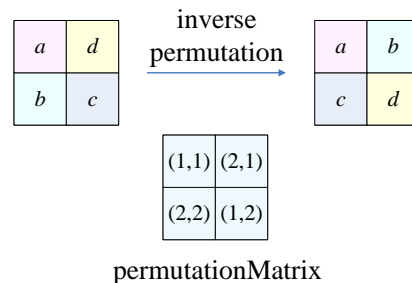 inverse
permutation
a d
b c
a b
c d
(1,1) (2,1)
(2,2) (1,2)
permutationMatrix